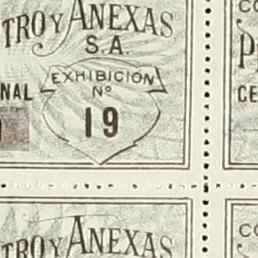 TRO Y ANEXAS
S.A.
EXHIBICION
NAL
Nº
CE
19
TRO Y ANEXAS